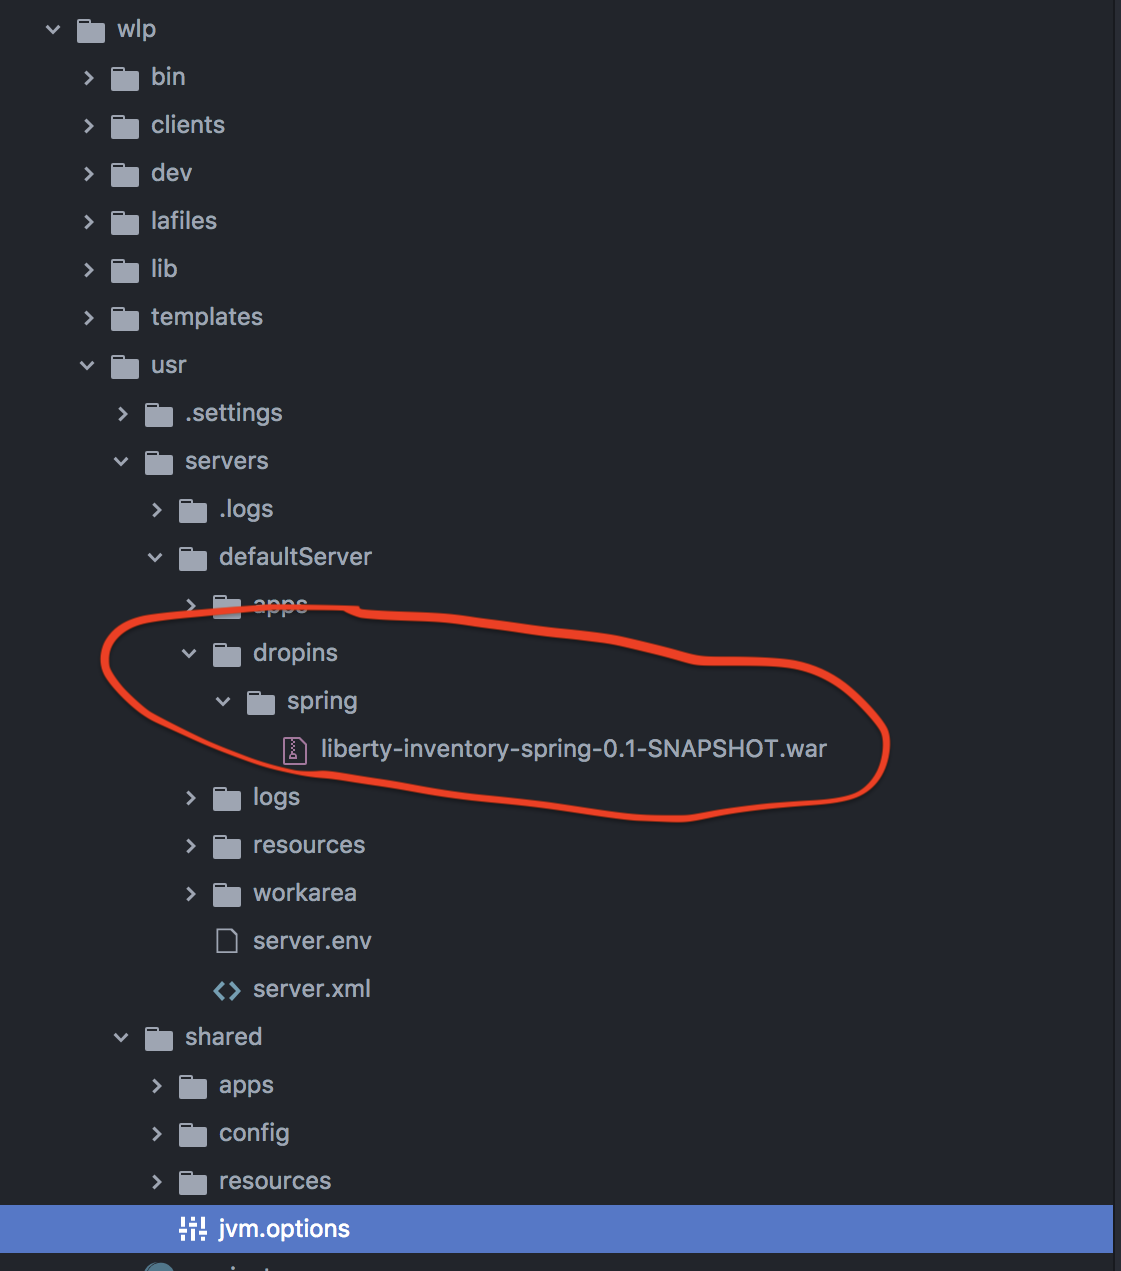 wlp
bin
clients
dev
lafiles
lib
templates
usr
.settings
servers
.logs
defaultServer
apps
dropins
spring
liberty-inventory-spring-0.1-SNAPSHOT.war
logs
resources
workarea
server.env
server.xml
shared
apps
config
resources
jvm.options